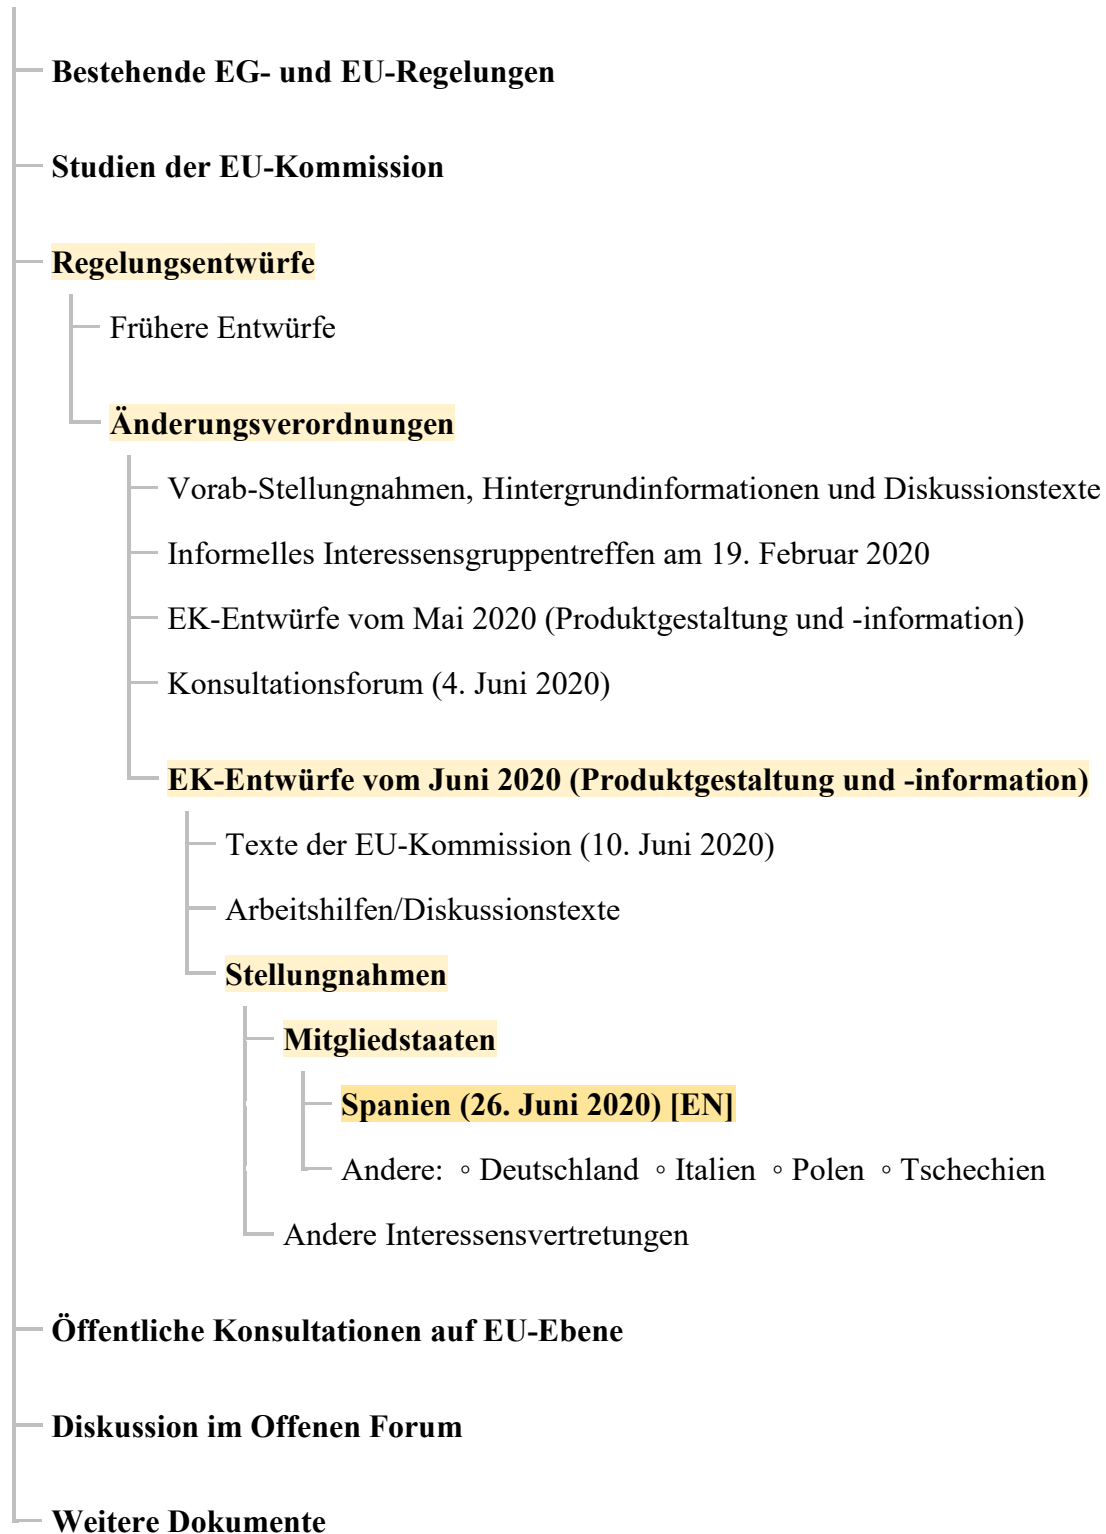 Bestehende EG- und EU-Regelungen
Studien der EU-Kommission
Regelungsentwürfe
Frühere Entwürfe
Änderungsverordnungen
Vorab-Stellungnahmen, Hintergrundinformationen und Diskussionstexte
Informelles Interessensgruppentreffen am 19. Februar 2020
EK-Entwürfe vom Mai 2020 (Produktgestaltung und -information)
Konsultationsforum (4. Juni 2020)
EK-Entwürfe vom Juni 2020 (Produktgestaltung und -information)
Texte der EU-Kommission (10. Juni 2020)
Arbeitshilfen/Diskussionstexte
Stellungnahmen
Mitgliedstaaten
Spanien (26. Juni 2020) [EN]
Andere: ◦ Deutschland ◦ Italien ◦ Polen ◦ Tschechien
Andere Interessensvertretungen
Öffentliche Konsultationen auf EU-Ebene
Diskussion im Offenen Forum
Weitere Dokumente